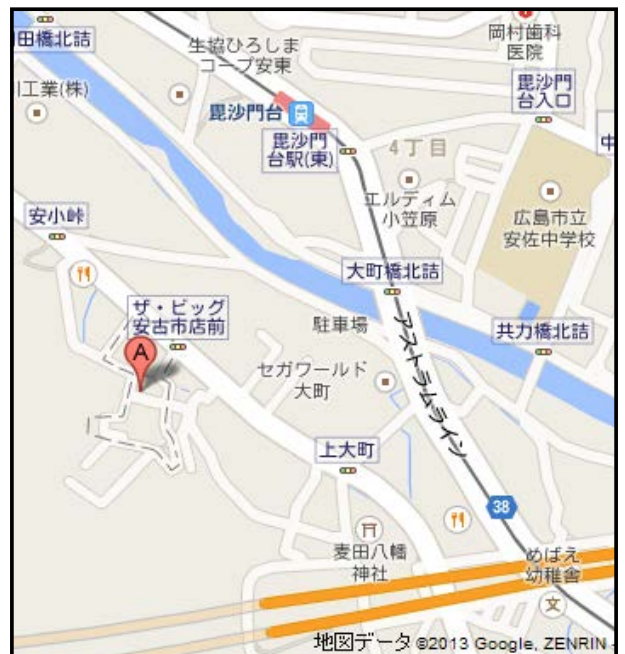 岡村歯科
医院
田橋北詰
生協ひろしま
コープ安東
毘沙門
台入口
川工業(株)
毘沙門台
毘沙門
台駅(東)
中
4丁目
エルディム
小笠原
広島市立
安佐中学校
安小峠
大町橋北詰
ザ・ビッグ
安古市店前
駐車場
アストラムライン
共力橋北詰
A
セガワールド
大町
上大町
38
麦田八幡
神社
めばえ
幼稚舎
文
地図データ ©2013 Google, ZENRIN -